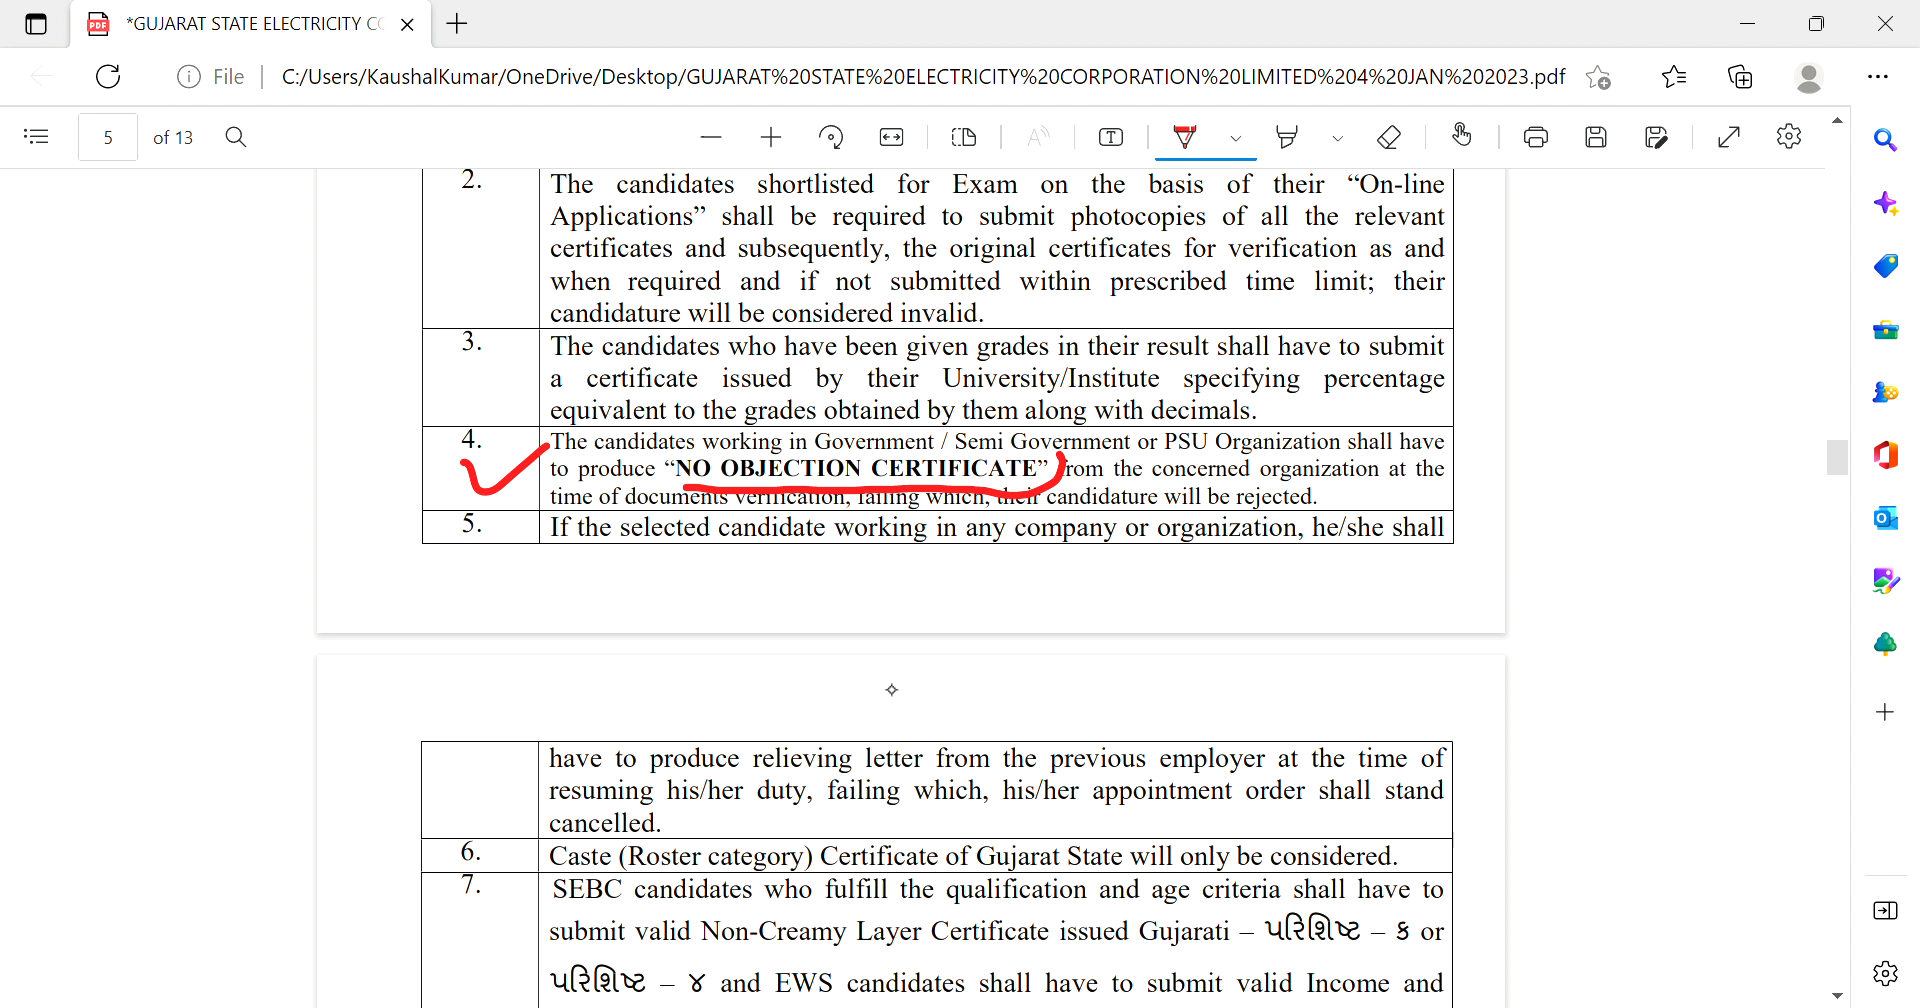 *GUJARAT STATE ELECTRICITY CO
File
C:/Users/KaushalKumar/OneDrive/Desktop/GUJARAT%20STATE%20ELECTRICITY%20CORPORATION%20LIMITED%204%20JAN%202023.pdf
5 of 13
2. The candidates shortlisted for Exam on the basis of their “On-line
Applications” shall be required to submit photocopies of all the relevant
certificates and subsequently, the original certificates for verification as and
when required and if not submitted within prescribed time limit; their
candidature will be considered invalid.
3. The candidates who have been given grades in their result shall have to submit
a certificate issued by their University/Institute specifying percentage
equivalent to the grades obtained by them along with decimals.
4. The candidates working in Government / Semi Government or PSU Organization shall have
to produce “NO OBJECTION CERTIFICATE” from the concerned organization at the
time of documents verification, failing which, their candidature will be rejected.
5. If the selected candidate working in any company or organization, he/she shall
have to produce relieving letter from the previous employer at the time of
resuming his/her duty, failing which, his/her appointment order shall stand
cancelled.
6. Caste (Roster category) Certificate of Gujarat State will only be considered.
7. SEBC candidates who fulfill the qualification and age criteria shall have to
submit valid Non-Creamy Layer Certificate issued Gujarati – પરિશિષ્ટ – ક or
પરિશિષ્ટ – ૪ and EWS candidates shall have to submit valid Income and